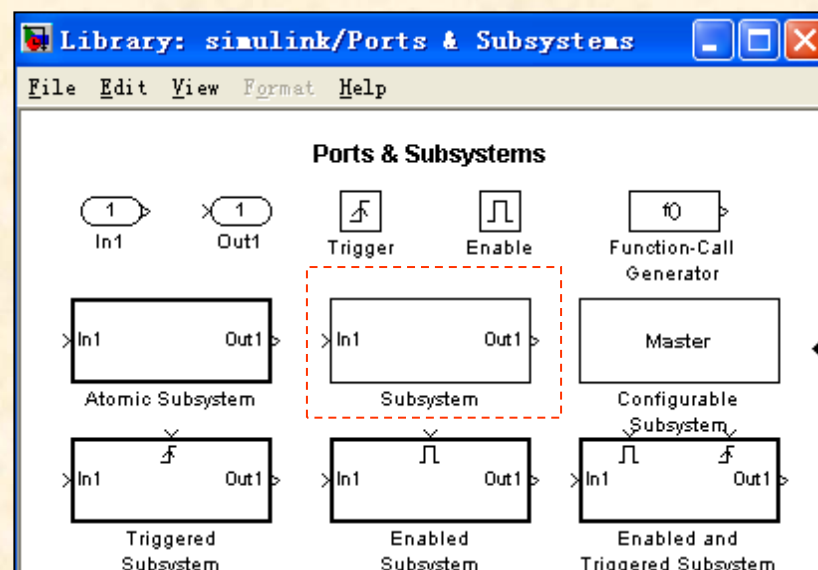 Library: simulink/Ports & Subsystems
File Edit View Format Help
Ports & Subsystems
1 1 f()
In1 Out1 Trigger Enable Function-Call
Generator
In1 Out1 In1 Out1 Master
Atomic Subsystem Subsystem Configurable
Subsystem
In1 Out1 In1 Out1 In1 Out1
Triggered Enabled Enabled and
Subsystem Subsystem Triggered Subsystem